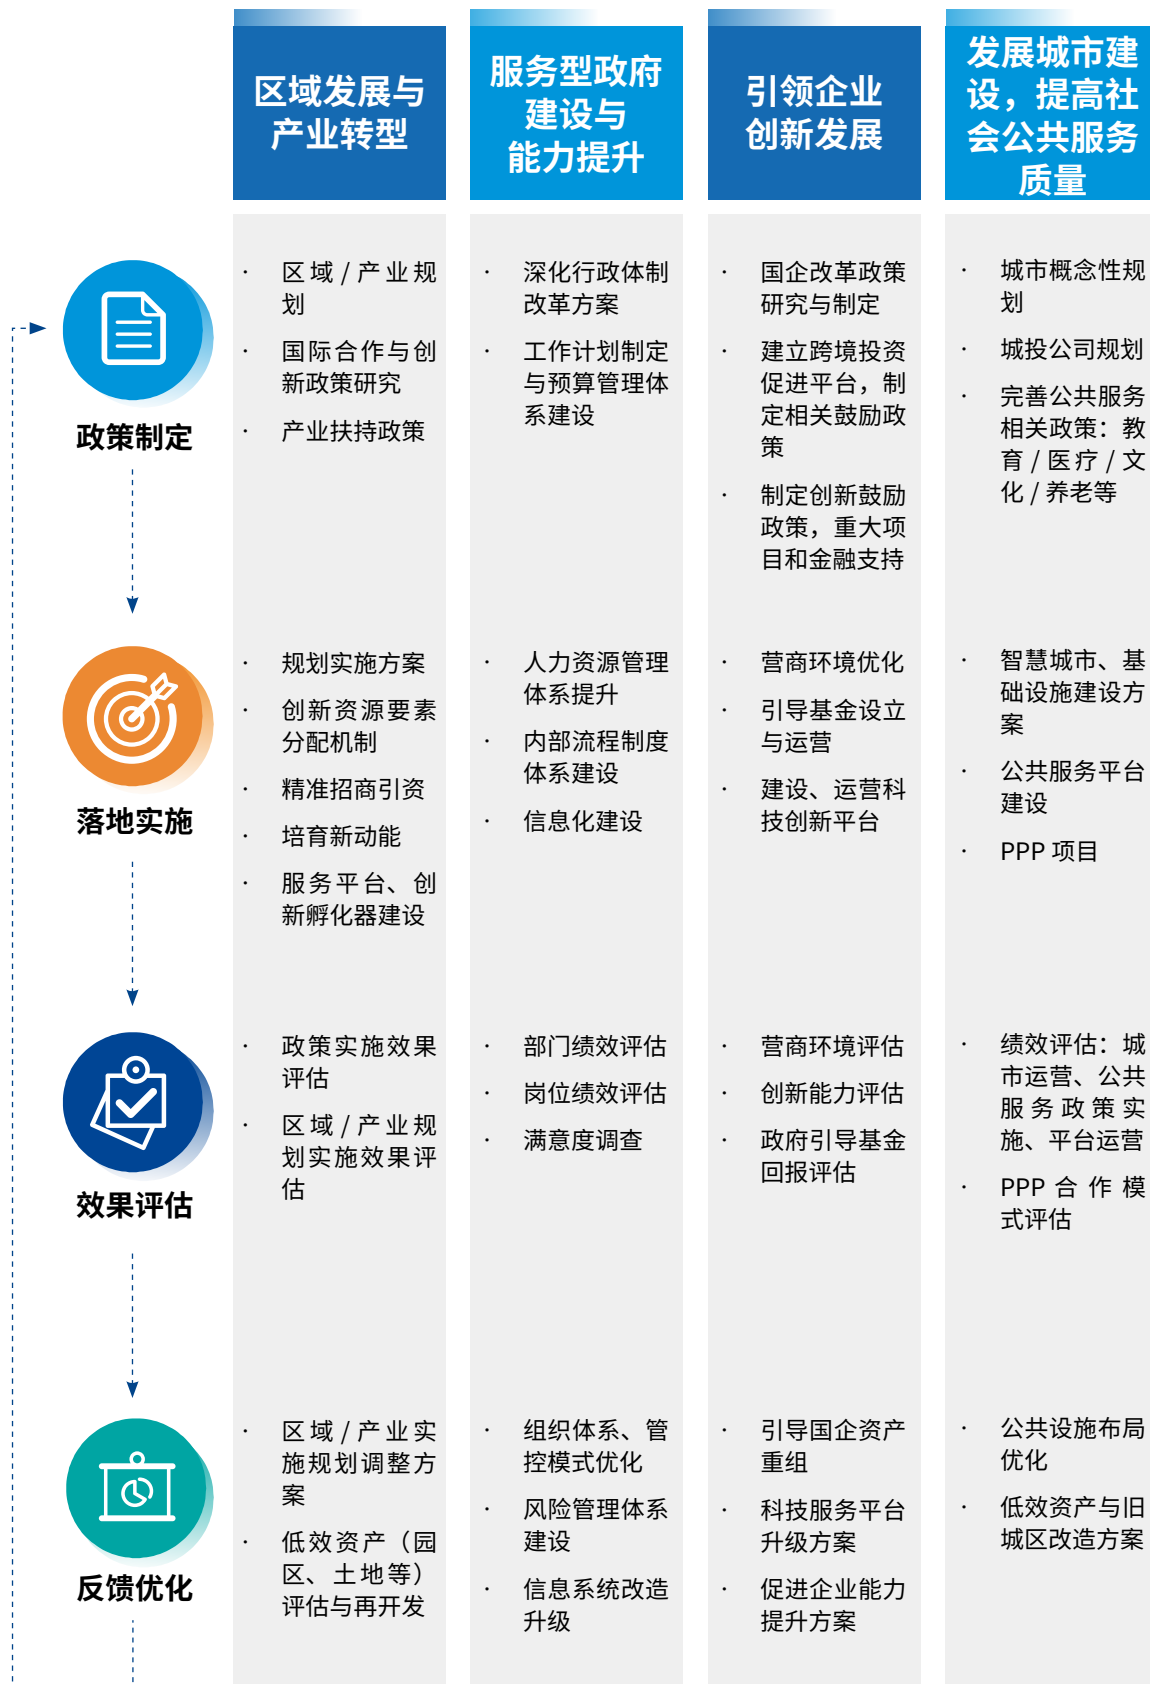 区域发展与
产业转型
服务型政府
建设与
能力提升
引领企业
创新发展
发展城市建
设，提高社
会公共服务
质量
政策制定
· 区域 / 产业规
划
· 国际合作与创
新政策研究
· 产业扶持政策
· 深化行政体制
改革方案
· 工作计划制定
与预算管理体
系建设
· 国企改革政策
研究与制定
· 建立跨境投资
促进平台，制
定相关鼓励政
策
· 制定创新鼓励
政策，重大项
目和金融支持
· 城市概念性规
划
· 城投公司规划
· 完善公共服务
相关政策：教
育 / 医疗 / 文
化 / 养老等
落地实施
· 规划实施方案
· 创新资源要素
分配机制
· 精准招商引资
· 培育新动能
· 服务平台、创
新孵化器建设
· 人力资源管理
体系提升
· 内部流程制度
体系建设
· 信息化建设
· 营商环境优化
· 引导基金设立
与运营
· 建设、运营科
技创新平台
· 智慧城市、基
础设施建设方
案
· 公共服务平台
建设
· PPP 项目
效果评估
· 政策实施效果
评估
· 区域 / 产业规
划实施效果评
估
· 部门绩效评估
· 岗位绩效评估
· 满意度调查
· 营商环境评估
· 创新能力评估
· 政府引导基金
回报评估
· 绩效评估：城
市运营、公共
服务政策实
施、平台运营
· PPP 合作模
式评估
反馈优化
· 区域 / 产业实
施规划调整方
案
· 低效资产（园
区、土地等）
评估与再开发
· 组织体系、管
控模式优化
· 风险管理体系
建设
· 信息系统改造
升级
· 引导国企资产
重组
· 科技服务平台
升级方案
· 促进企业能力
提升方案
· 公共设施布局
优化
· 低效资产与旧
城区改造方案